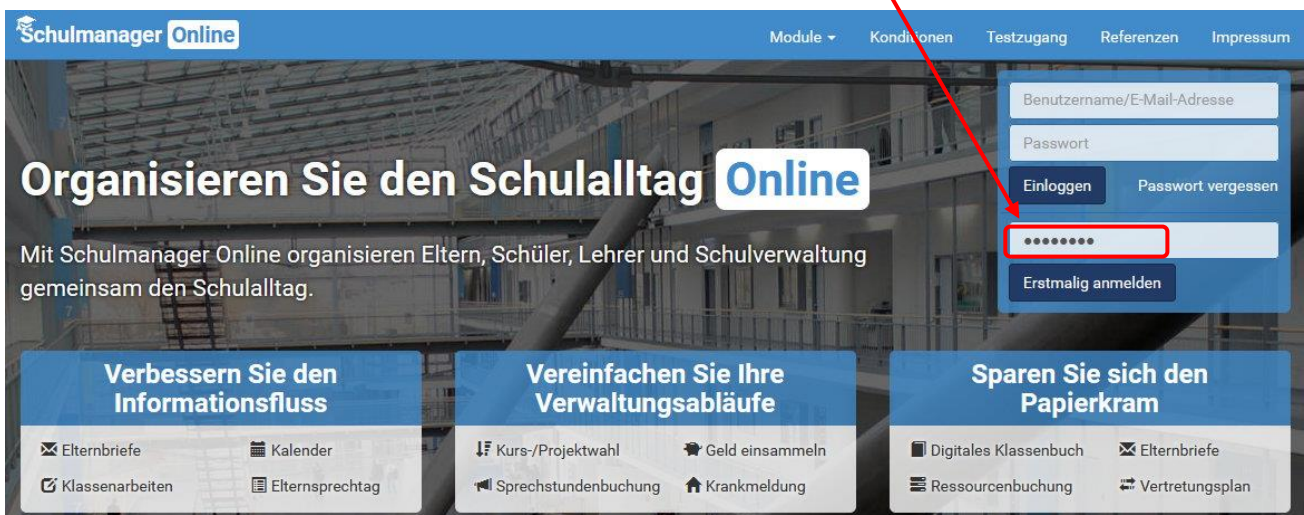 Schulmanager Online
Module Konditionen Testzugang Referenzen Impressum
Benutzername/E-Mail-Adresse
Passwort
Einloggen Passwort vergessen
••••••••
Erstmalig anmelden
Organisieren Sie den Schulalltag Online
Mit Schulmanager Online organisieren Eltern, Schüler, Lehrer und Schulverwaltung
gemeinsam den Schulalltag.
Verbessern Sie den
Informationsfluss
Elternbriefe Kalender
Klassenarbeiten Elternsprechtag
Vereinfachen Sie Ihre
Verwaltungsabläufe
Kurs-/Projektwahl Geld einsammeln
Sprechstundenbuchung Krankmeldung
Sparen Sie sich den
Papierkram
Digitales Klassenbuch Elternbriefe
Ressourcenbuchung Vertretungsplan